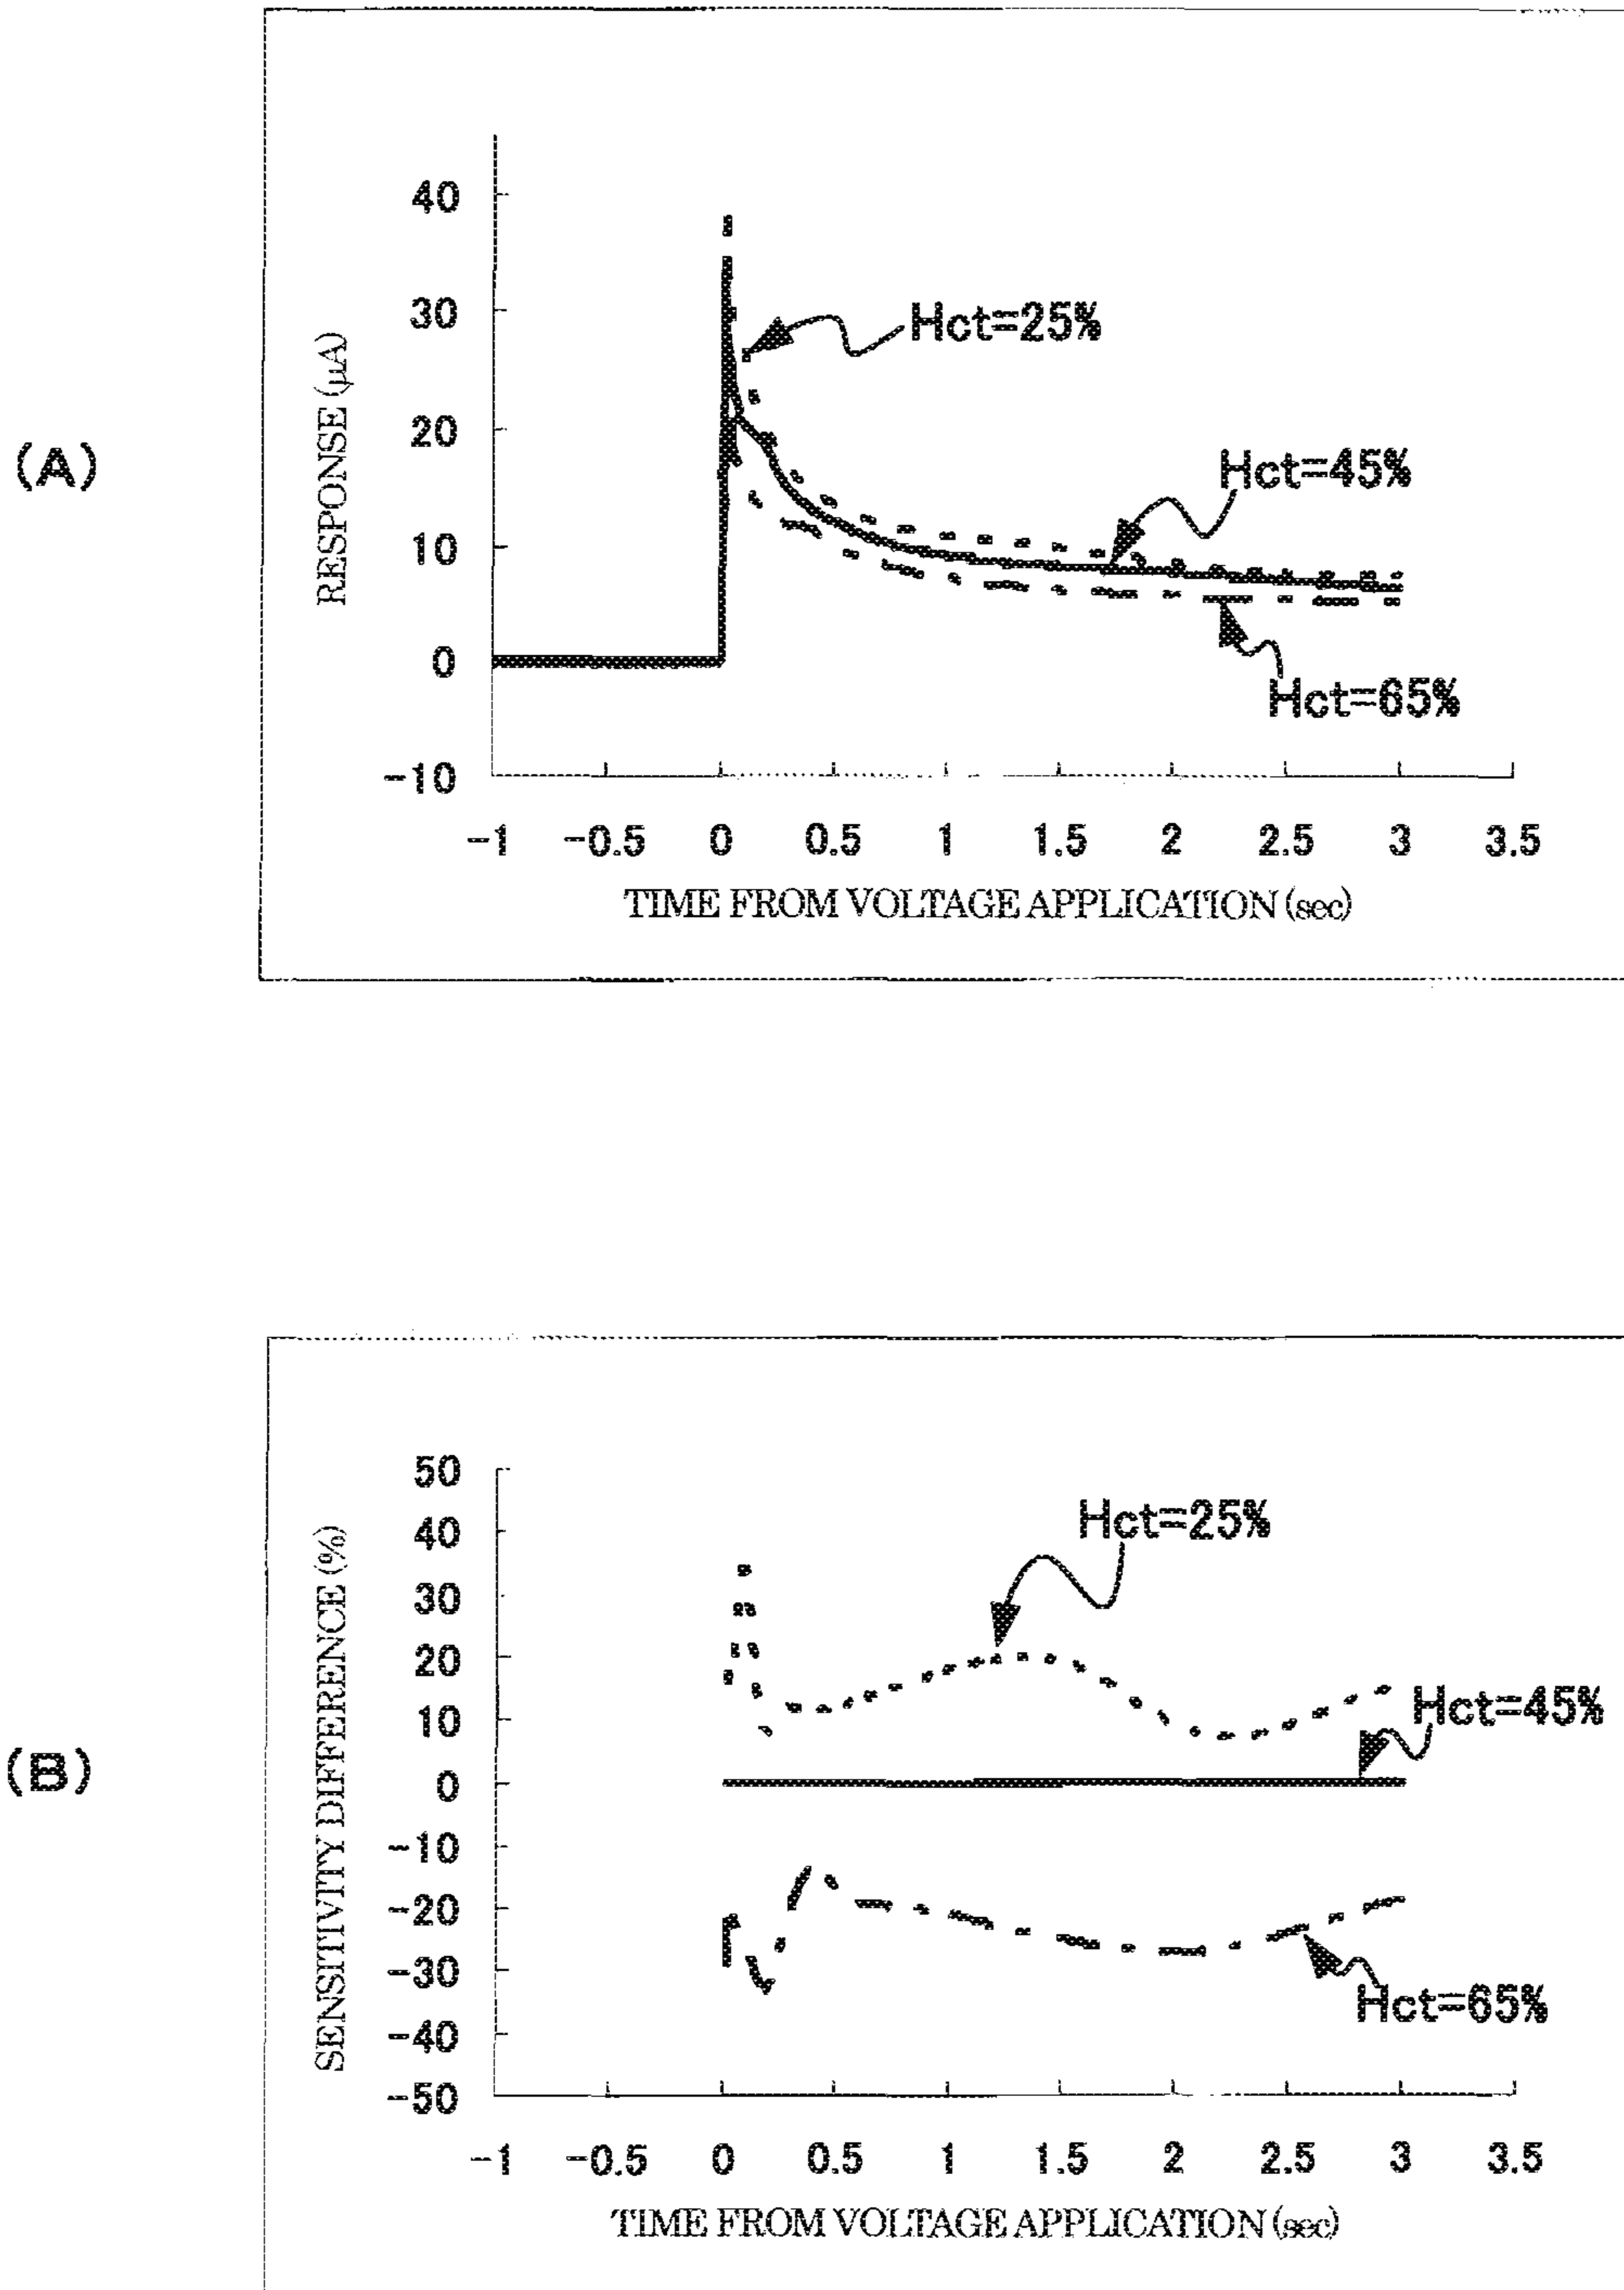 (A)
RESPONSE (μA)
40
30
20
10
0
-10
Hct=25%
Hct=45%
Hct=65%
-1 -0.5 0 0.5 1 1.5 2 2.5 3 3.5
TIME FROM VOLTAGE APPLICATION (sec)
(B)
SENSITIVITY DIFFERENCE (%)
50
40
30
20
10
0
-10
-20
-30
-40
-50
Hct=25%
Hct=45%
Hct=65%
-1 -0.5 0 0.5 1 1.5 2 2.5 3 3.5
TIME FROM VOLTAGE APPLICATION (sec)